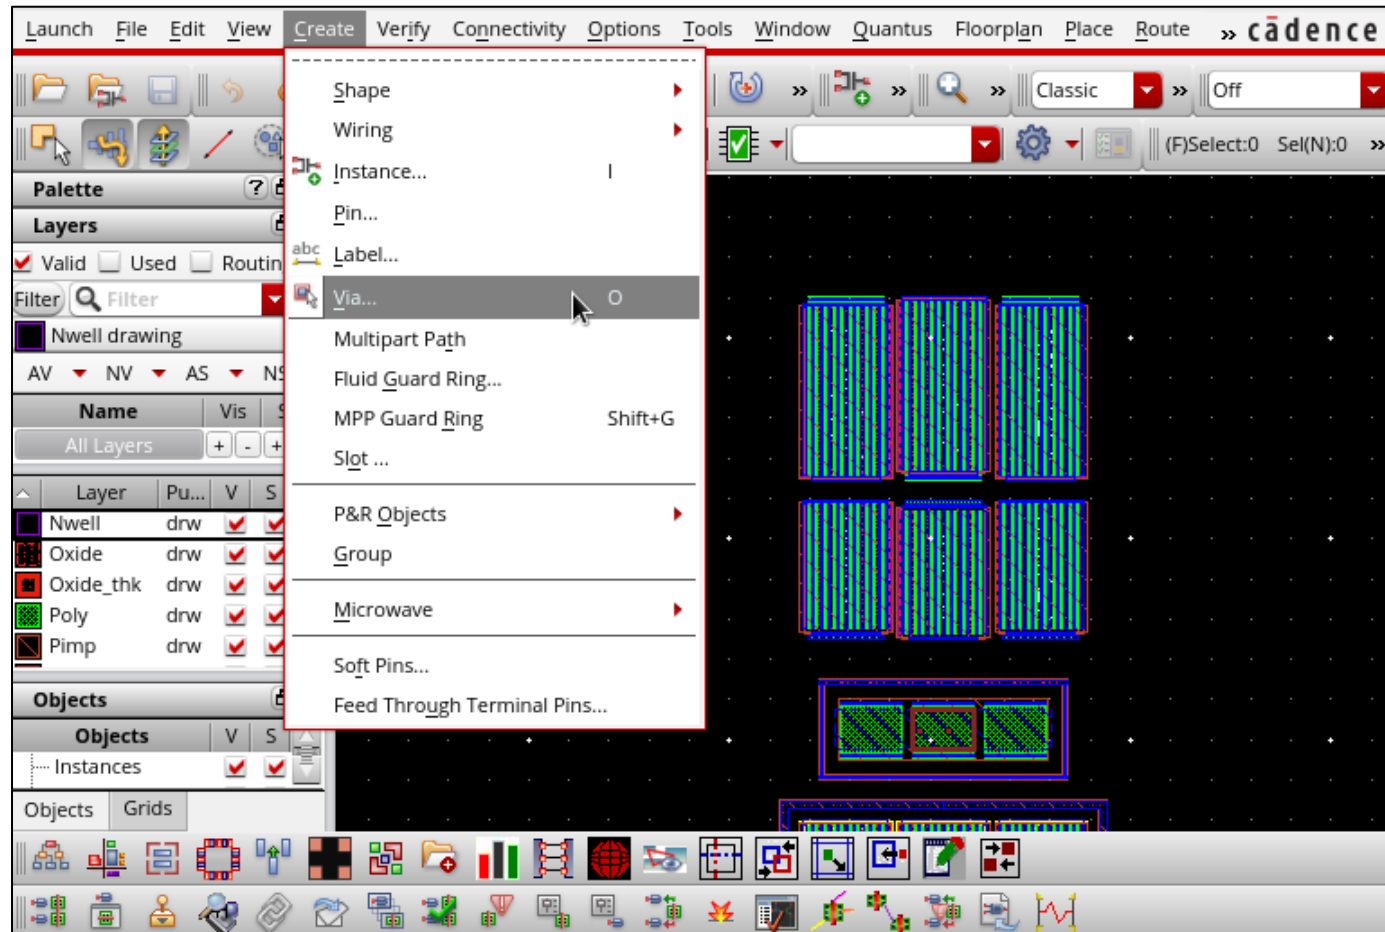 Launch File Edit View Create Verify Connectivity Options Tools Window Quantus Floorplan Place Route » cādence
Shape
» » » Classic » Off
Wiring
(F)Select:0 Sel(N):0 »
Instance... I
Palette ?
Pin...
Layers
abc Label...
Valid Used Routin
Via... O
Filter Filter
Nwell drawing
Multipart Path
AV NV AS NS
Fluid Guard Ring...
Name Vis S
MPP Guard Ring Shift+G
All Layers + - +
Slot ...
Layer Pu... V S
P&R Objects
Nwell drw
Oxide drw
Group
Oxide_thk drw
Microwave
Poly drw
Pimp drw
Soft Pins...
Objects
Feed Through Terminal Pins...
Objects V S
Instances
Objects Grids